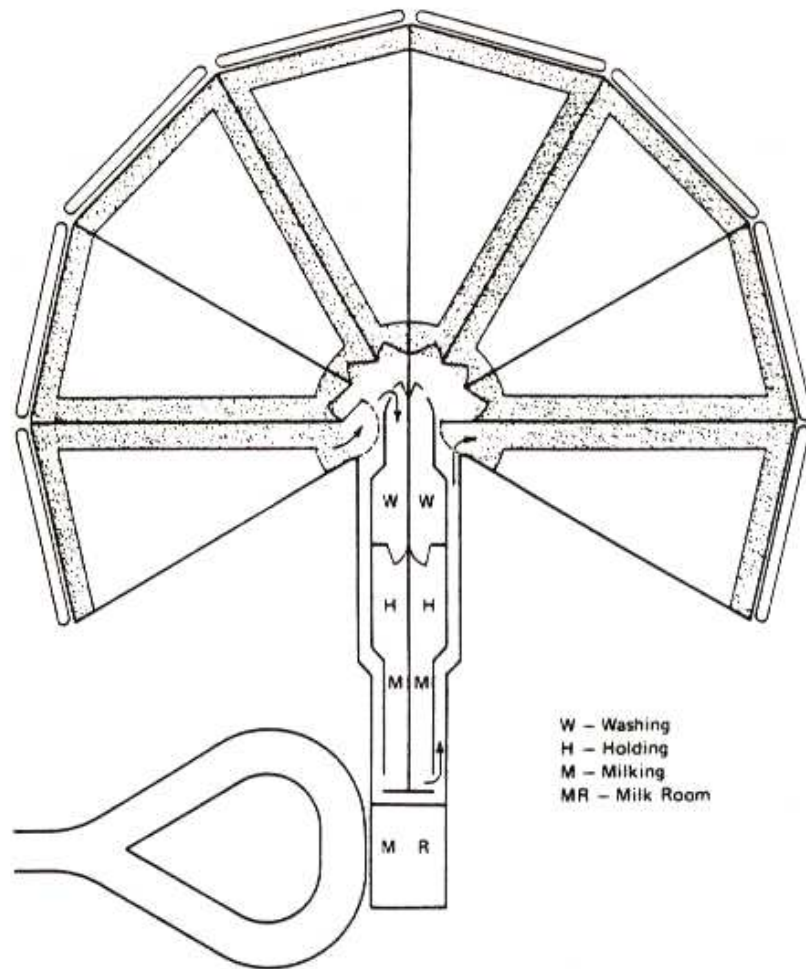 W W
H H
M M
W – Washing
H – Holding
M – Milking
MR – Milk Room
M R